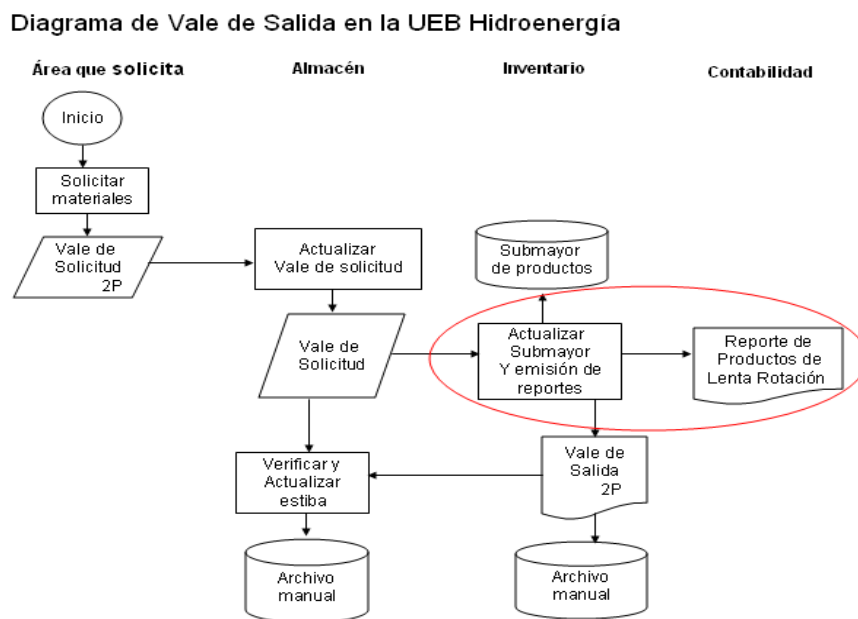 Diagrama de Vale de Salida en la UEB Hidroenergía
Área que solicita
Almacén
Inventario
Contabilidad
Inicio
Solicitar
materiales
Vale de
Solicitud
2P
Actualizar
Vale de solicitud
Submayor
de productos
Vale de
Solicitud
Actualizar
Submayor
Y emisión de
reportes
Reporte de
Productos de
Lenta Rotación
Verificar y
Actualizar
estiba
Vale de
Salida
2P
Archivo
manual
Archivo
manual